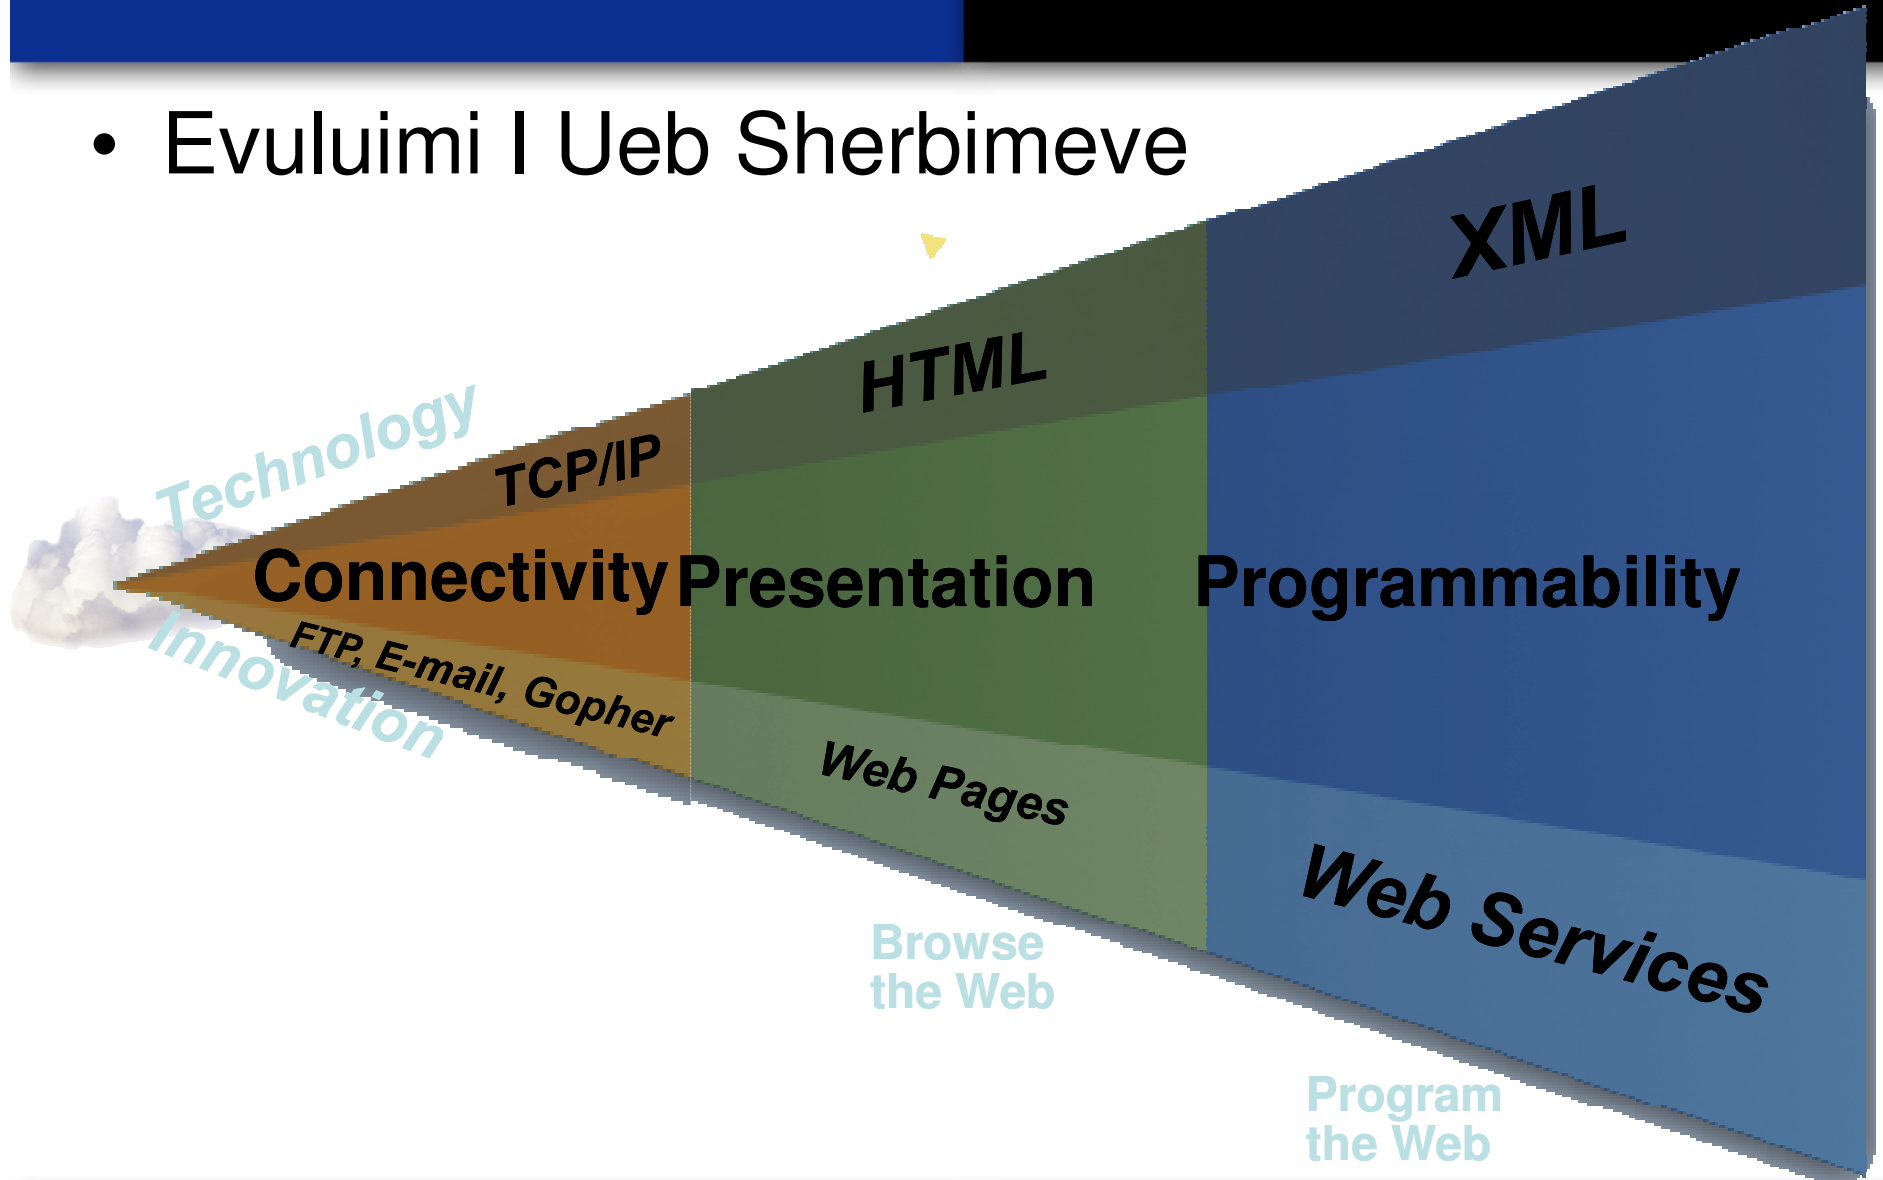 • Evuluimi I Ueb Sherbimeve
XML
HTML
Technology
TCP/IP
Connectivity
Presentation
Programmability
Innovation
FTP, E-mail, Gopher
Web Pages
Web Services
Browse
the Web
Program
the Web